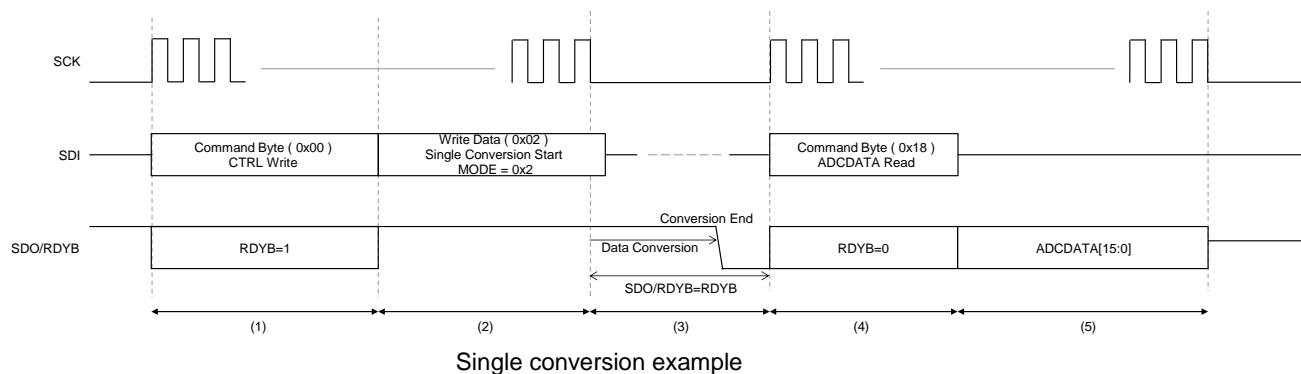 SCK
SDI
Command Byte ( 0x00 )
CTRL Write
Write Data ( 0x02 )
Single Conversion Start
MODE = 0x2
Command Byte ( 0x18 )
ADCDATA Read
SDO/RDYB
RDYB=1
Conversion End
Data Conversion
SDO/RDYB=RDYB
RDYB=0
ADCDATA[15:0]
(1)
(2)
(3)
(4)
(5)
Single conversion example